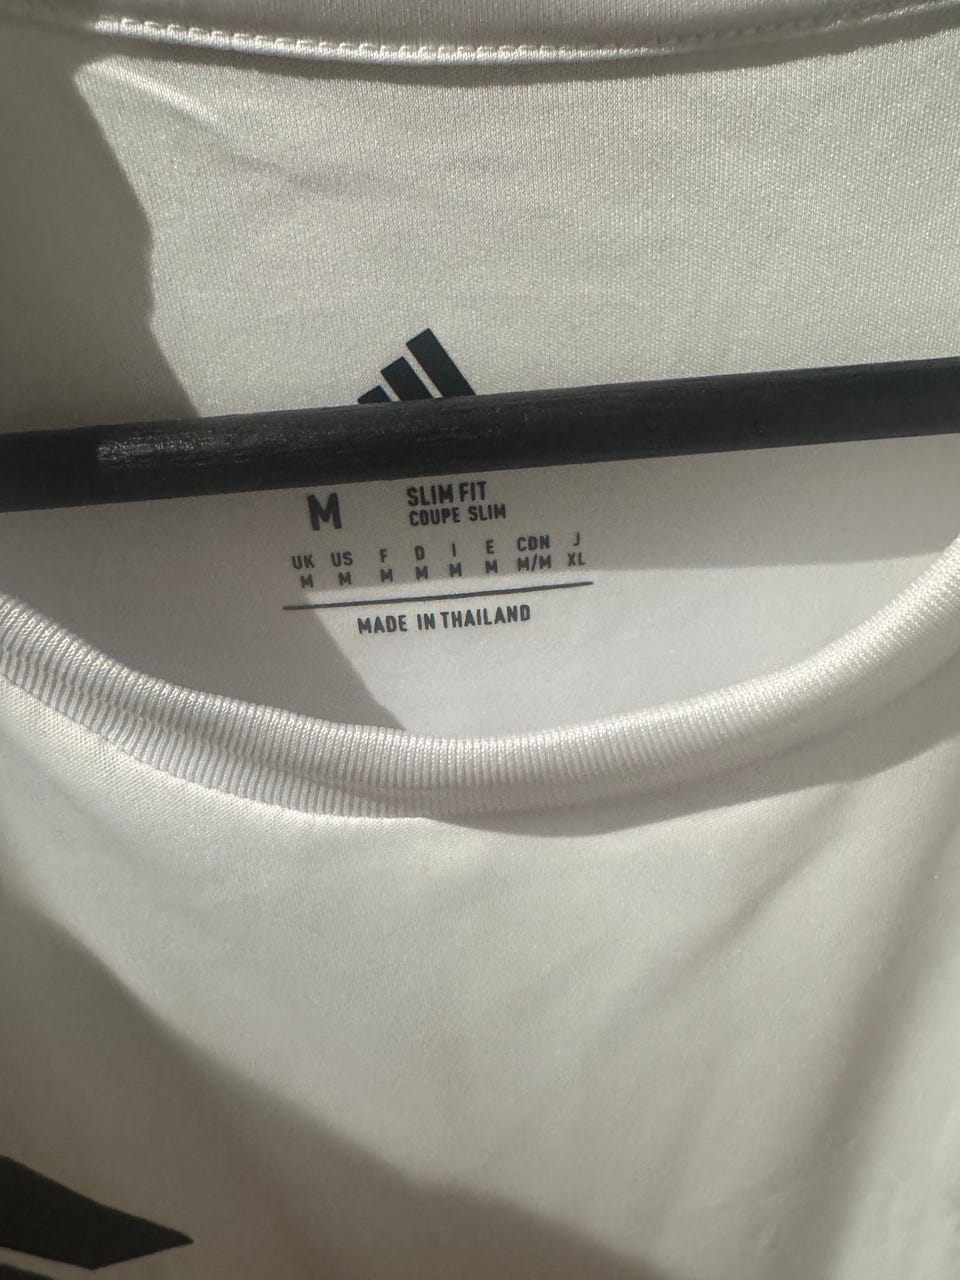 M
SLIM FIT
COUPE SLIM
UK US F D I E CDN J
M M M M M M M/M XL
MADE IN THAILAND